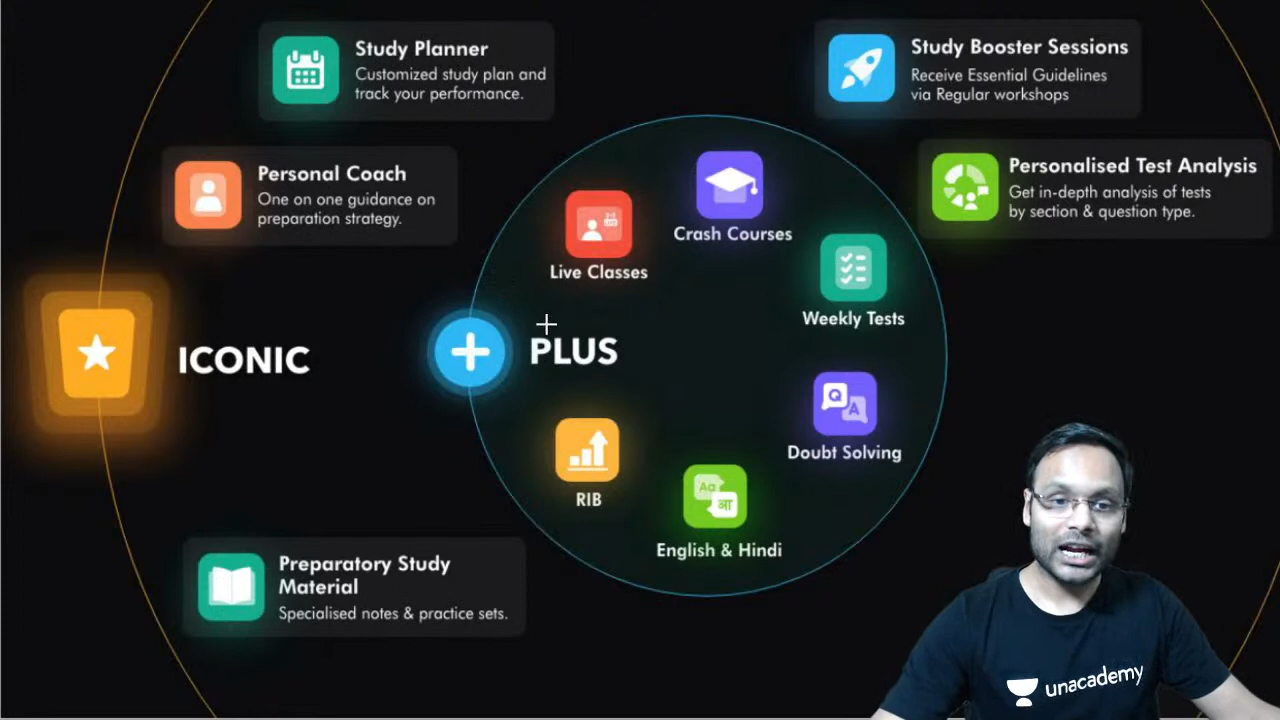 Study Planner
Customized study plan and
track your performance.
Study Booster Sessions
Receive Essential Guidelines
via Regular workshops
Personal Coach
One on one guidance on
preparation strategy.
Personalised Test Analysis
Get in-depth analysis of tests
by section & question type.
Live Classes
Crash Courses
Weekly Tests
ICONIC
PLUS
Q
A
Doubt Solving
RIB
Aa
आ
English & Hindi
Preparatory Study
Material
Specialised notes & practice sets.
unacademy